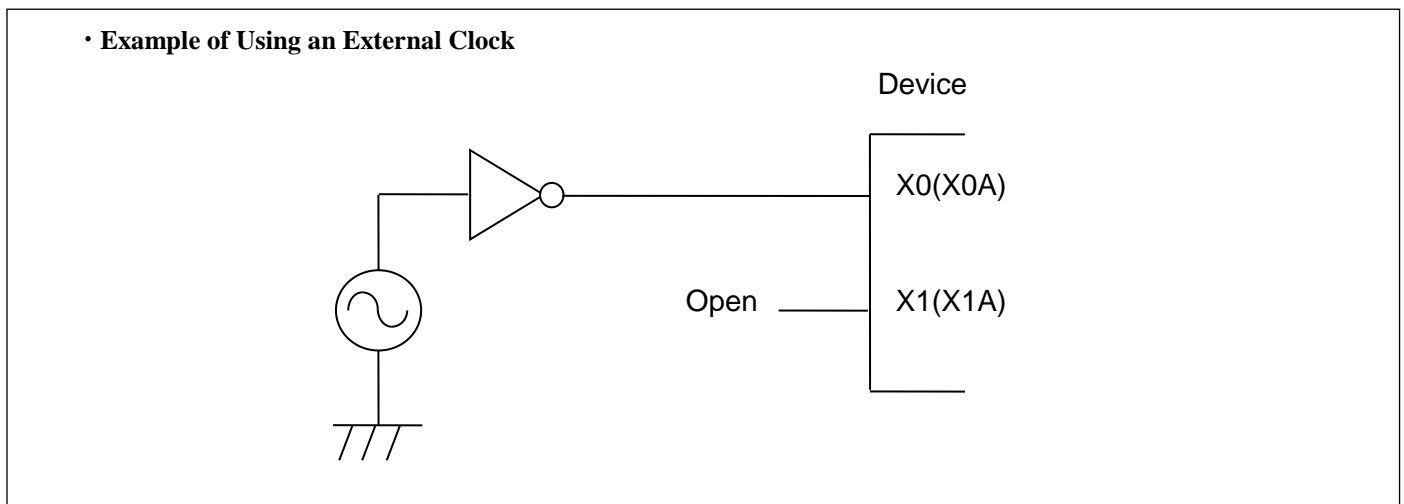 ・Example of Using an External Clock
Device
X0(X0A)
Open
X1(X1A)